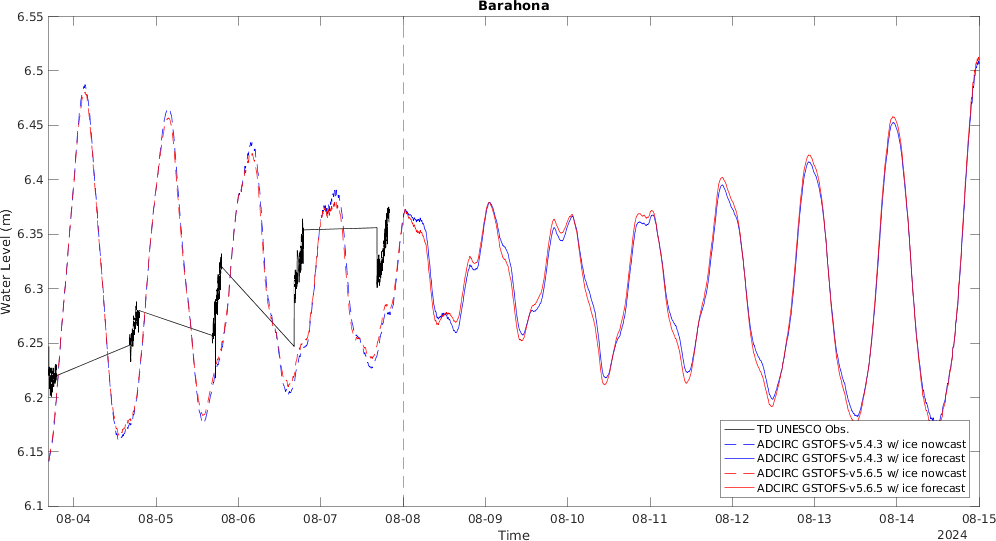 Barahona
6.55
6.5
6.45
6.4
6.35
6.3
6.25
6.2
6.15
6.1
Water Level (m)
TD UNESCO Obs.
ADCIRC GSTOFS-v5.4.3 w/ ice nowcast
ADCIRC GSTOFS-v5.4.3 w/ ice forecast
ADCIRC GSTOFS-v5.6.5 w/ ice nowcast
ADCIRC GSTOFS-v5.6.5 w/ ice forecast
08-04 08-05 08-06 08-07 08-08 08-09 08-10 08-11 08-12 08-13 08-14 08-15
Time
2024